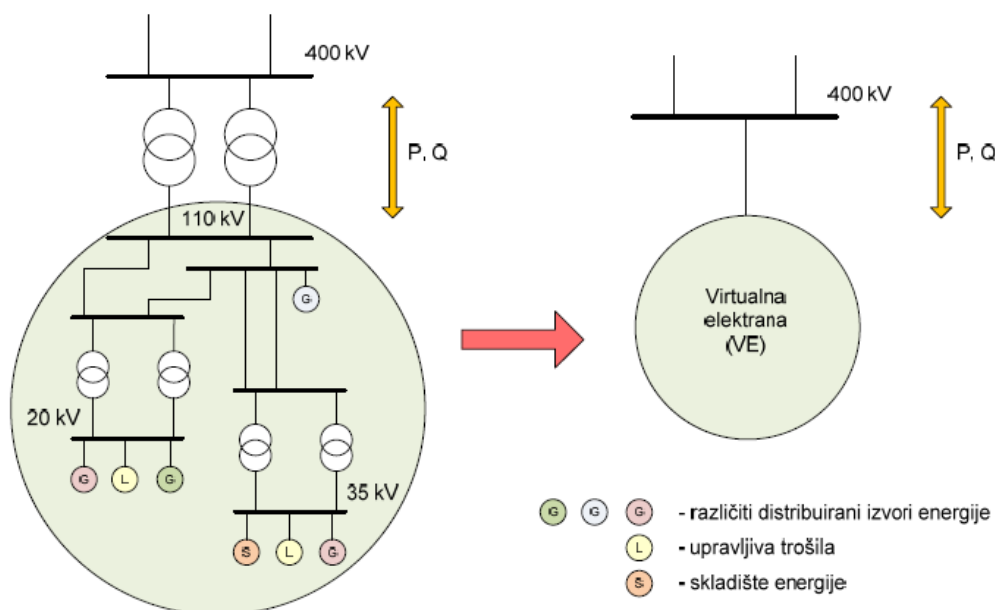 400 kV
P, Q
110 kV
G
20 kV
G
L
G
35 kV
S
L
G
400 kV
P, Q
Virtualna
elektrana
(VE)
G G G - različiti distribuirani izvori energije
L - upravljiva trošila
S - skladište energije